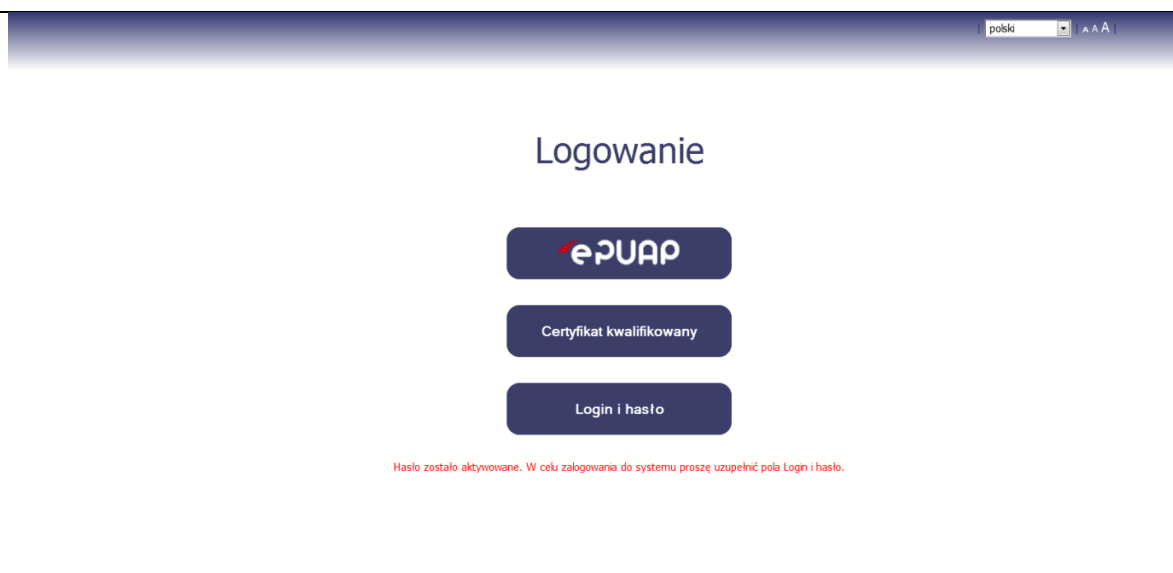 | polski | A A A |
Logowanie
ePUAP
Certyfikat kwalifikowany
Login i hasło
Hasło zostało aktywowane. W celu zalogowania do systemu proszę uzupełnić pola Login i hasło.